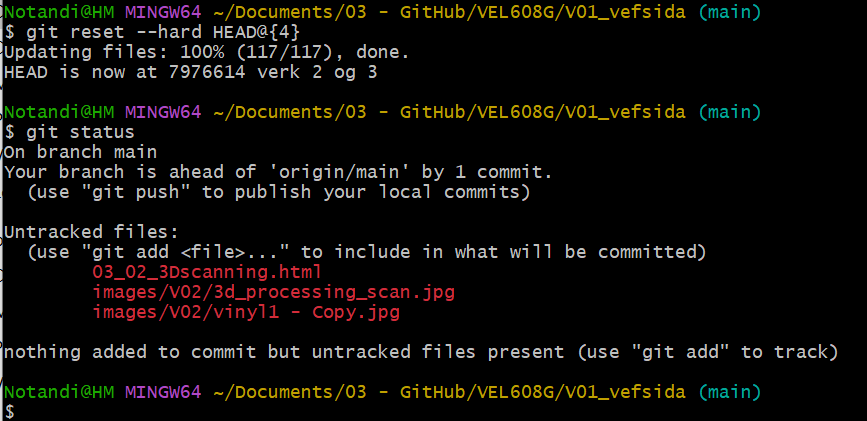 Notandi@HM MINGW64 ~/Documents/03 - GitHub/VEL608G/V01_vefsida (main)
$ git reset --hard HEAD@{4}
Updating files: 100% (117/117), done.
HEAD is now at 7976614 verk 2 og 3
Notandi@HM MINGW64 ~/Documents/03 - GitHub/VEL608G/V01_vefsida (main)
$ git status
On branch main
Your branch is ahead of 'origin/main' by 1 commit.
(use "git push" to publish your local commits)
Untracked files:
(use "git add <file>..." to include in what will be committed)
03_02_3Dscanning.html
images/V02/3d_processing_scan.jpg
images/V02/vinyl1 - Copy.jpg
nothing added to commit but untracked files present (use "git add" to track)
Notandi@HM MINGW64 ~/Documents/03 - GitHub/VEL608G/V01_vefsida (main)
$